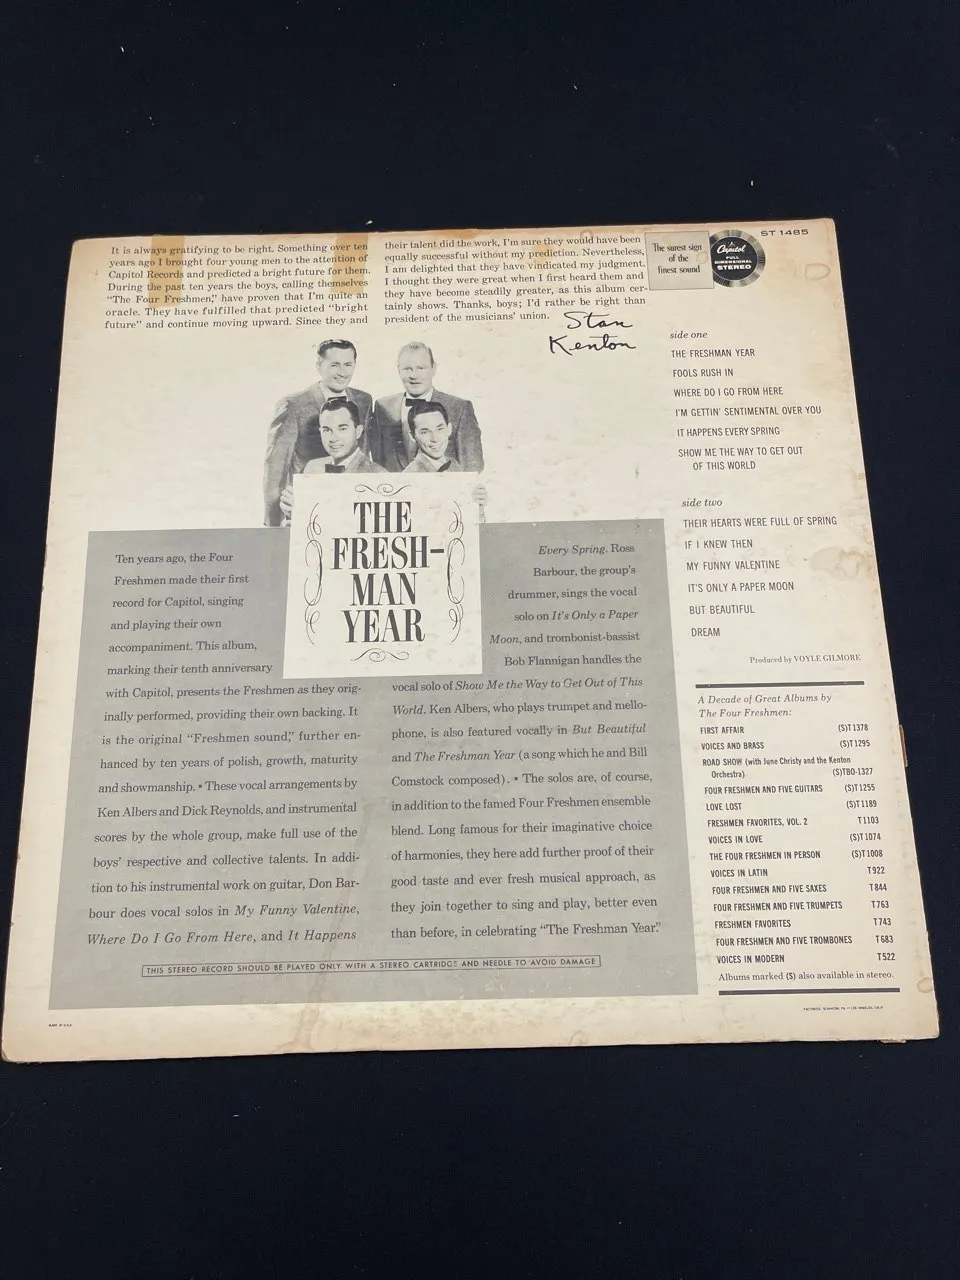 It is always gratifying to be right. Something over ten
years ago I brought four young men to the attention of
Capitol Records and predicted a bright future for them.
During the past ten years the boys, calling themselves
"The Four Freshmen," have proven that I'm quite an
oracle. They have fulfilled that predicted "bright
future" and continue moving upward. Since they and
their talent did the work, I'm sure they would have been
equally successful without my prediction. Nevertheless,
I am delighted that they have vindicated my judgment.
I thought they were great when I first heard them and
they have become steadily greater, as this album cer-
tainly shows. Thanks, boys; I'd rather be right than
president of the musicians' union.
Stan
Kenton
The surest sign
of the
finest sound
Capitol
FULL
DIMENSIONAL
STEREO
ST 1485
side one
THE FRESHMAN YEAR
FOOLS RUSH IN
WHERE DO I GO FROM HERE
I'M GETTIN' SENTIMENTAL OVER YOU
IT HAPPENS EVERY SPRING
SHOW ME THE WAY TO GET OUT
OF THIS WORLD
side two
THEIR HEARTS WERE FULL OF SPRING
IF I KNEW THEN
MY FUNNY VALENTINE
IT'S ONLY A PAPER MOON
BUT BEAUTIFUL
DREAM
Produced by VOYLE GILMORE
THE
FRESH-
MAN
YEAR
Ten years ago, the Four
Freshmen made their first
record for Capitol, singing
and playing their own
accompaniment. This album,
marking their tenth anniversary
with Capitol, presents the Freshmen as they orig-
inally performed, providing their own backing. It
is the original "Freshmen sound," further en-
hanced by ten years of polish, growth, maturity
and showmanship. ▪ These vocal arrangements by
Ken Albers and Dick Reynolds, and instrumental
scores by the whole group, make full use of the
boys' respective and collective talents. In addi-
tion to his instrumental work on guitar, Don Bar-
bour does vocal solos in My Funny Valentine,
Where Do I Go From Here, and It Happens
Every Spring. Ross
Barbour, the group's
drummer, sings the vocal
solo on It's Only a Paper
Moon, and trombonist-bassist
Bob Flannigan handles the
vocal solo of Show Me the Way to Get Out of This
World. Ken Albers, who plays trumpet and mello-
phone, is also featured vocally in But Beautiful
and The Freshman Year (a song which he and Bill
Comstock composed). ▪ The solos are, of course,
in addition to the famed Four Freshmen ensemble
blend. Long famous for their imaginative choice
of harmonies, they here add further proof of their
good taste and ever fresh musical approach, as
they join together to sing and play, better even
than before, in celebrating "The Freshman Year."
THIS STEREO RECORD SHOULD BE PLAYED ONLY WITH A STEREO CARTRIDGE AND NEEDLE TO AVOID DAMAGE
A Decade of Great Albums by
The Four Freshmen:
FIRST AFFAIR (S)T1378
VOICES AND BRASS (S)T1295
ROAD SHOW (with June Christy and the Kenton
Orchestra) (S)TBO-1327
FOUR FRESHMEN AND FIVE GUITARS (S)T1255
LOVE LOST (S)T1189
FRESHMEN FAVORITES, VOL. 2 T1103
VOICES IN LOVE (S)T1074
THE FOUR FRESHMEN IN PERSON (S)T1008
VOICES IN LATIN T922
FOUR FRESHMEN AND FIVE SAXES T844
FOUR FRESHMEN AND FIVE TRUMPETS T763
FRESHMEN FAVORITES T743
FOUR FRESHMEN AND FIVE TROMBONES T683
VOICES IN MODERN T522
Albums marked (S) also available in stereo.
FACTORIES: SCRANTON, PA. — LOS ANGELES, CALIF.
MADE IN U.S.A.